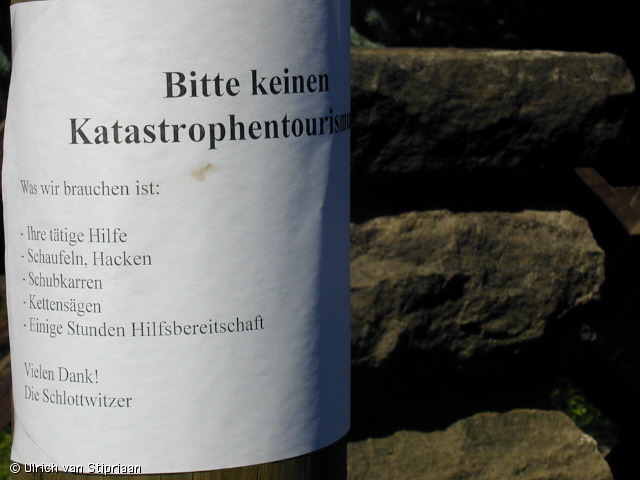 Bitte keinen
Katastrophentourismus
Was wir brauchen ist:
- Ihre tätige Hilfe
- Schaufeln, Hacken
- Schubkarren
- Kettensägen
- Einige Stunden Hilfsbereitschaft
Vielen Dank!
Die Schlottwitzer
© Ulrich van Stipriaan